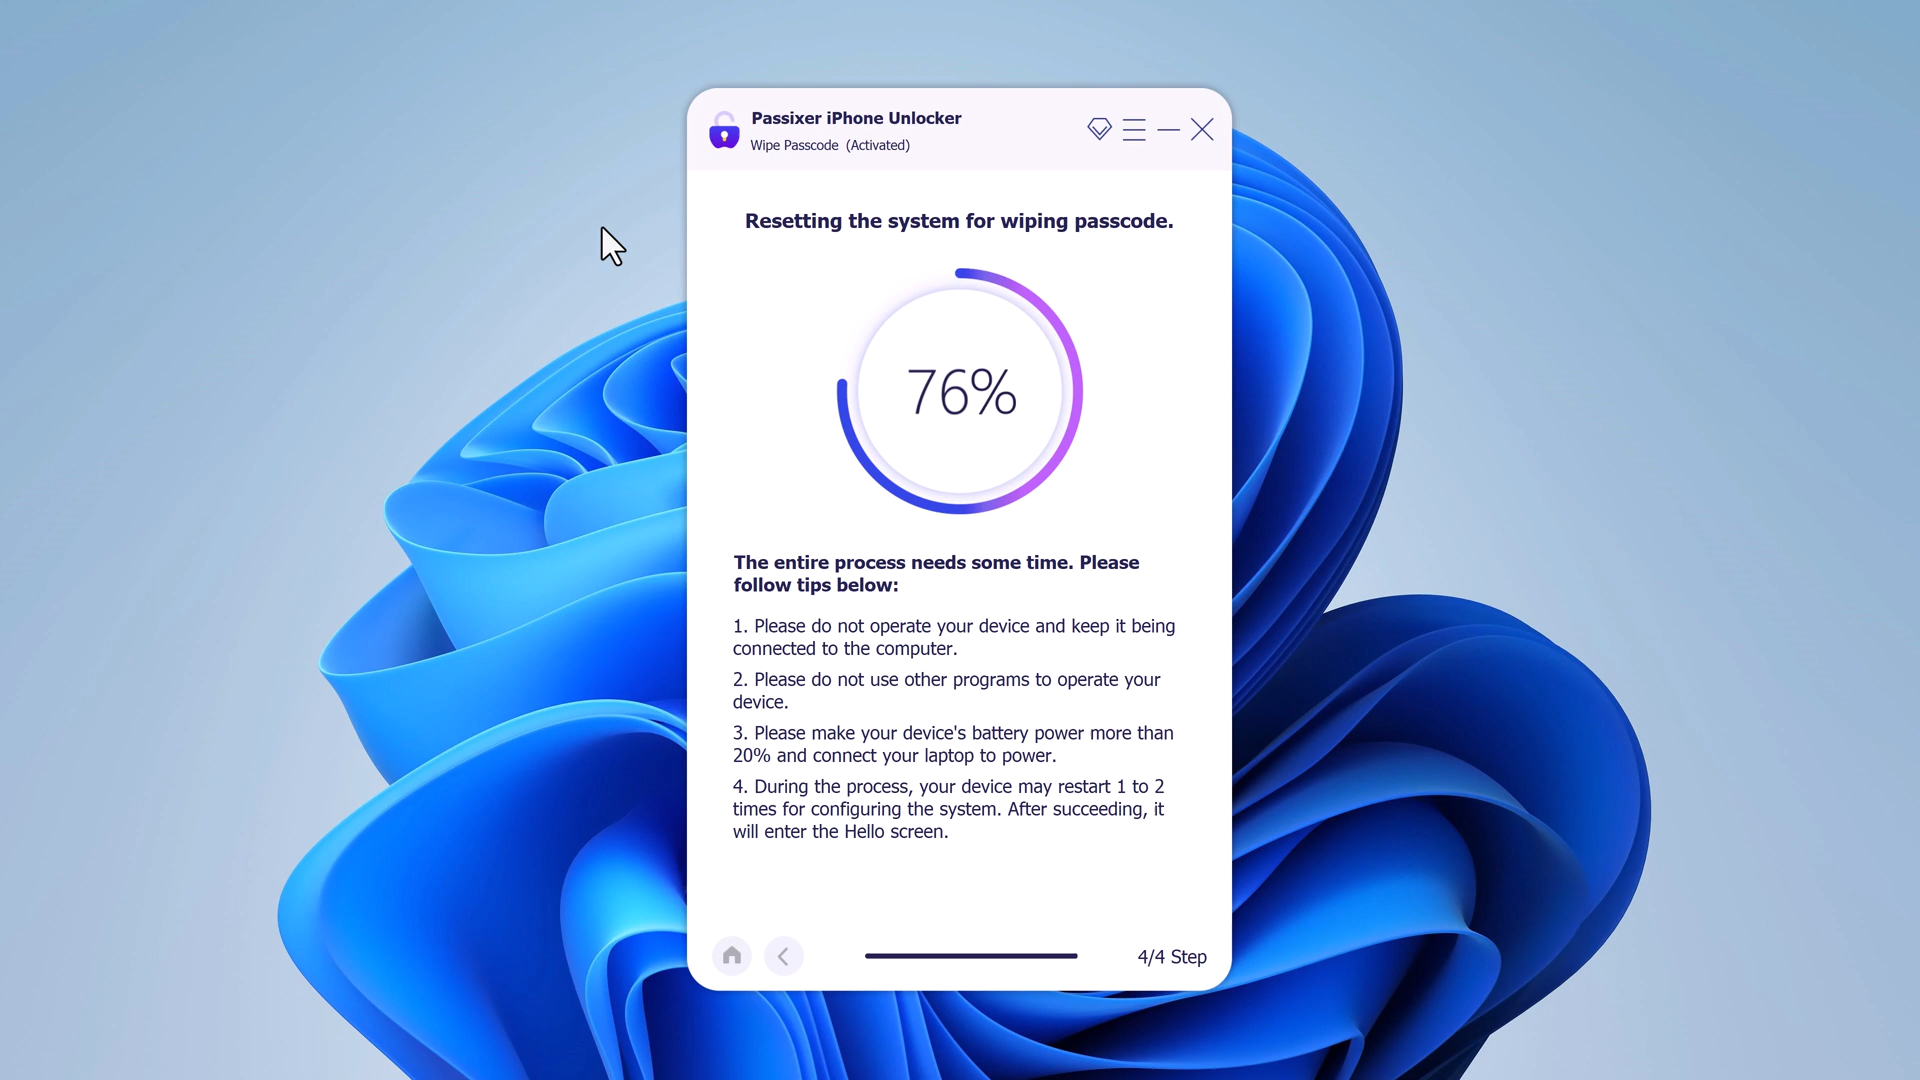 Passixer iPhone Unlocker
Wipe Passcode (Activated)
Resetting the system for wiping passcode.
76%
The entire process needs some time. Please
follow tips below:
1. Please do not operate your device and keep it being
connected to the computer.
2. Please do not use other programs to operate your
device.
3. Please make your device's battery power more than
20% and connect your laptop to power.
4. During the process, your device may restart 1 to 2
times for configuring the system. After succeeding, it
will enter the Hello screen.
4/4 Step